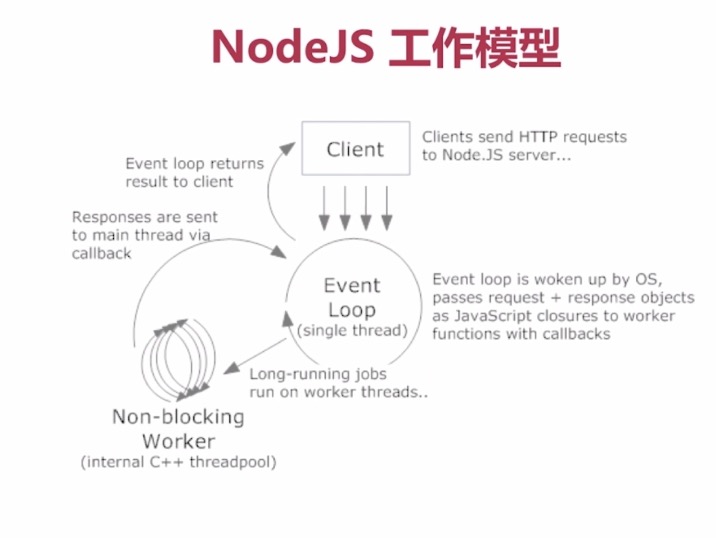 NodeJS 工作模型
Client
Clients send HTTP requests
to Node.JS server...
Event loop returns
result to client
Responses are sent
to main thread via
callback
Event
Loop
(single thread)
Event loop is woken up by OS,
passes request + response objects
as JavaScript closures to worker
functions with callbacks
Long-running jobs
run on worker threads..
Non-blocking
Worker
(internal C++ threadpool)